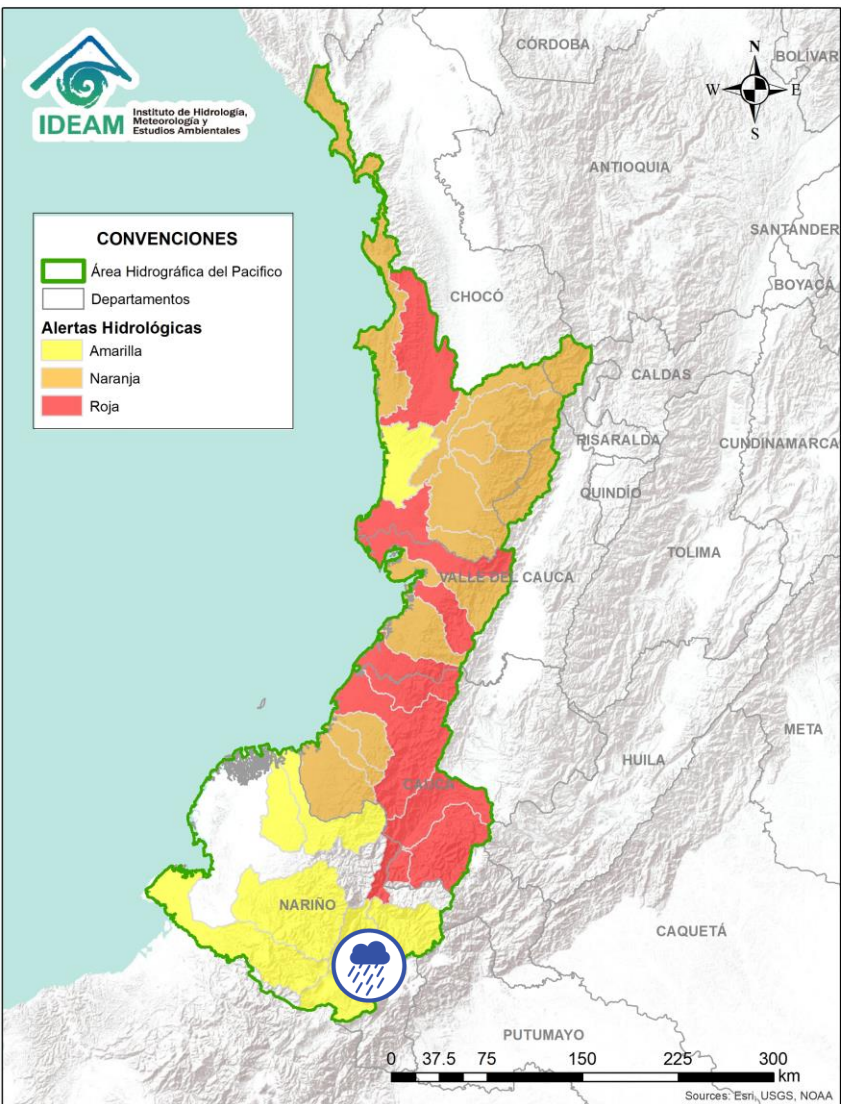 IDEAM
Instituto de Hidrología,
Meteorología y
Estudios Ambientales
CÓRDOBA
BOLÍVAR
N
W
E
S
ANTIOQUIA
SANTANDER
BOYACÁ
CONVENCIONES
Área Hidrográfica del Pacifico
Departamentos
Alertas Hidrológicas
Amarilla
Naranja
Roja
CHOCÓ
CALDAS
RISARALDA
CUNDINAMARCA
QUINDÍO
TOLIMA
VALLE DEL CAUCA
META
HUILA
CAUCA
NARIÑO
CAQUETÁ
PUTUMAYO
0 37.5 75 150 225 300
km
Sources: Esri, USGS, NOAA